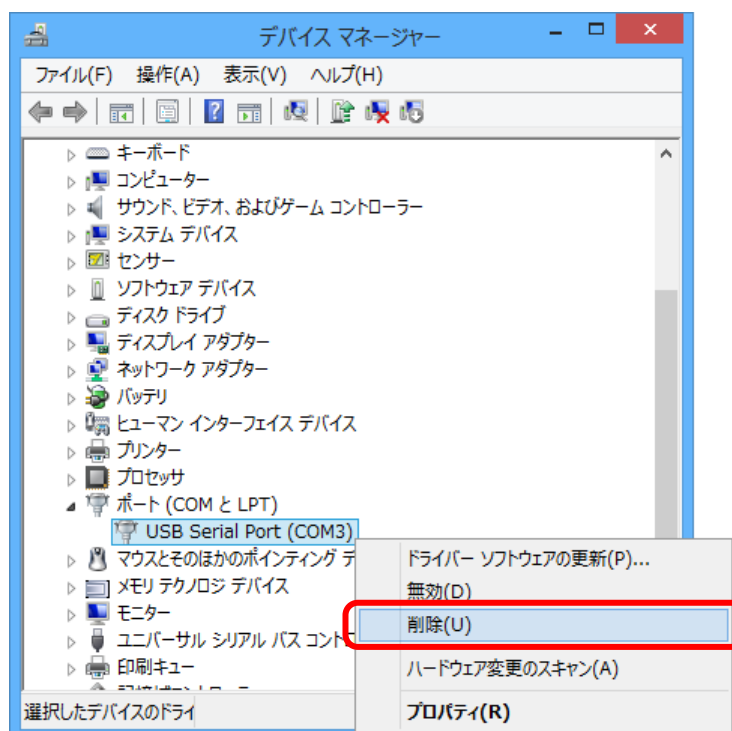 デバイス マネージャー
ファイル(F) 操作(A) 表示(V) ヘルプ(H)
キーボード
コンピューター
サウンド、ビデオ、およびゲーム コントローラー
システム デバイス
センサー
ソフトウェア デバイス
ディスク ドライブ
ディスプレイ アダプター
ネットワーク アダプター
バッテリ
ヒューマン インターフェイス デバイス
プリンター
プロセッサ
ポート (COM と LPT)
USB Serial Port (COM3)
マウスとそのほかのポインティング デ
メモリ テクノロジ デバイス
モニター
ユニバーサル シリアル バス コント
印刷キュー
選択したデバイスのドライ
ドライバー ソフトウェアの更新(P)...
無効(D)
削除(U)
ハードウェア変更のスキャン(A)
プロパティ(R)